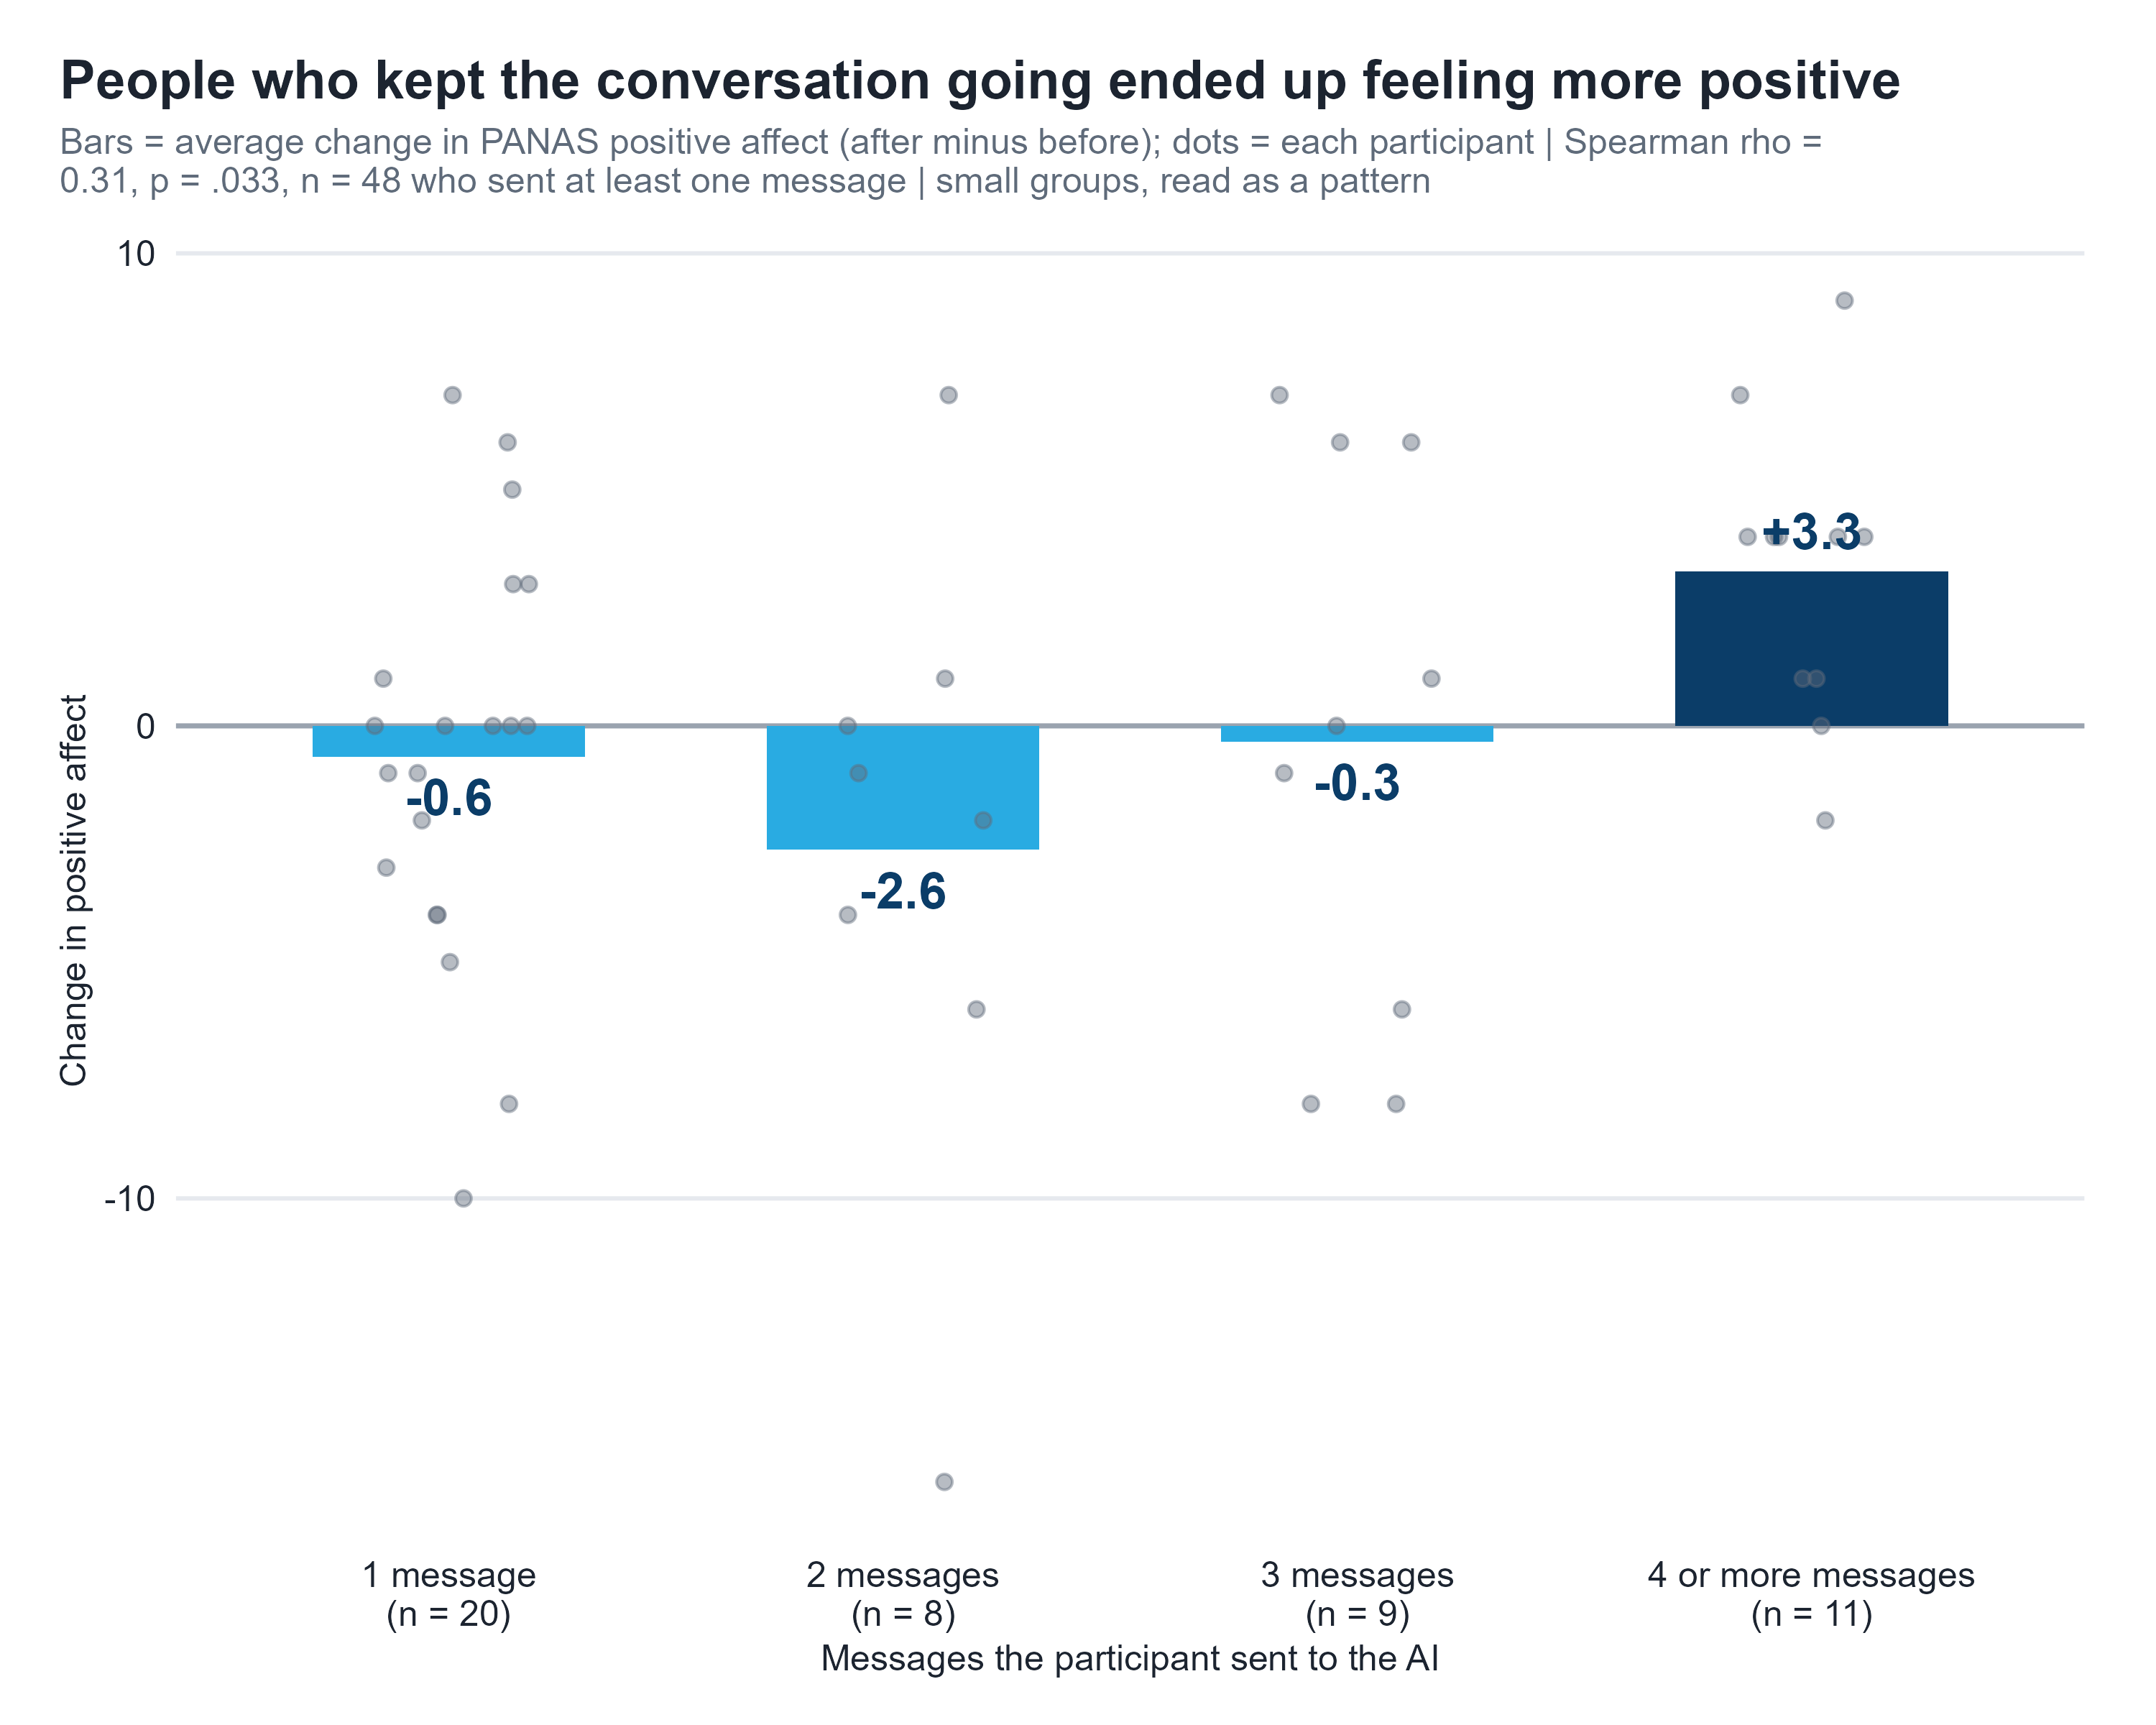 People who kept the conversation going ended up feeling more positive
Bars = average change in PANAS positive affect (after minus before); dots = each participant | Spearman rho =
0.31, p = .033, n = 48 who sent at least one message | small groups, read as a pattern
10
0
-10
Change in positive affect
-0.6
-2.6
-0.3
+3.3
1 message
(n = 20)
2 messages
(n = 8)
3 messages
(n = 9)
4 or more messages
(n = 11)
Messages the participant sent to the AI